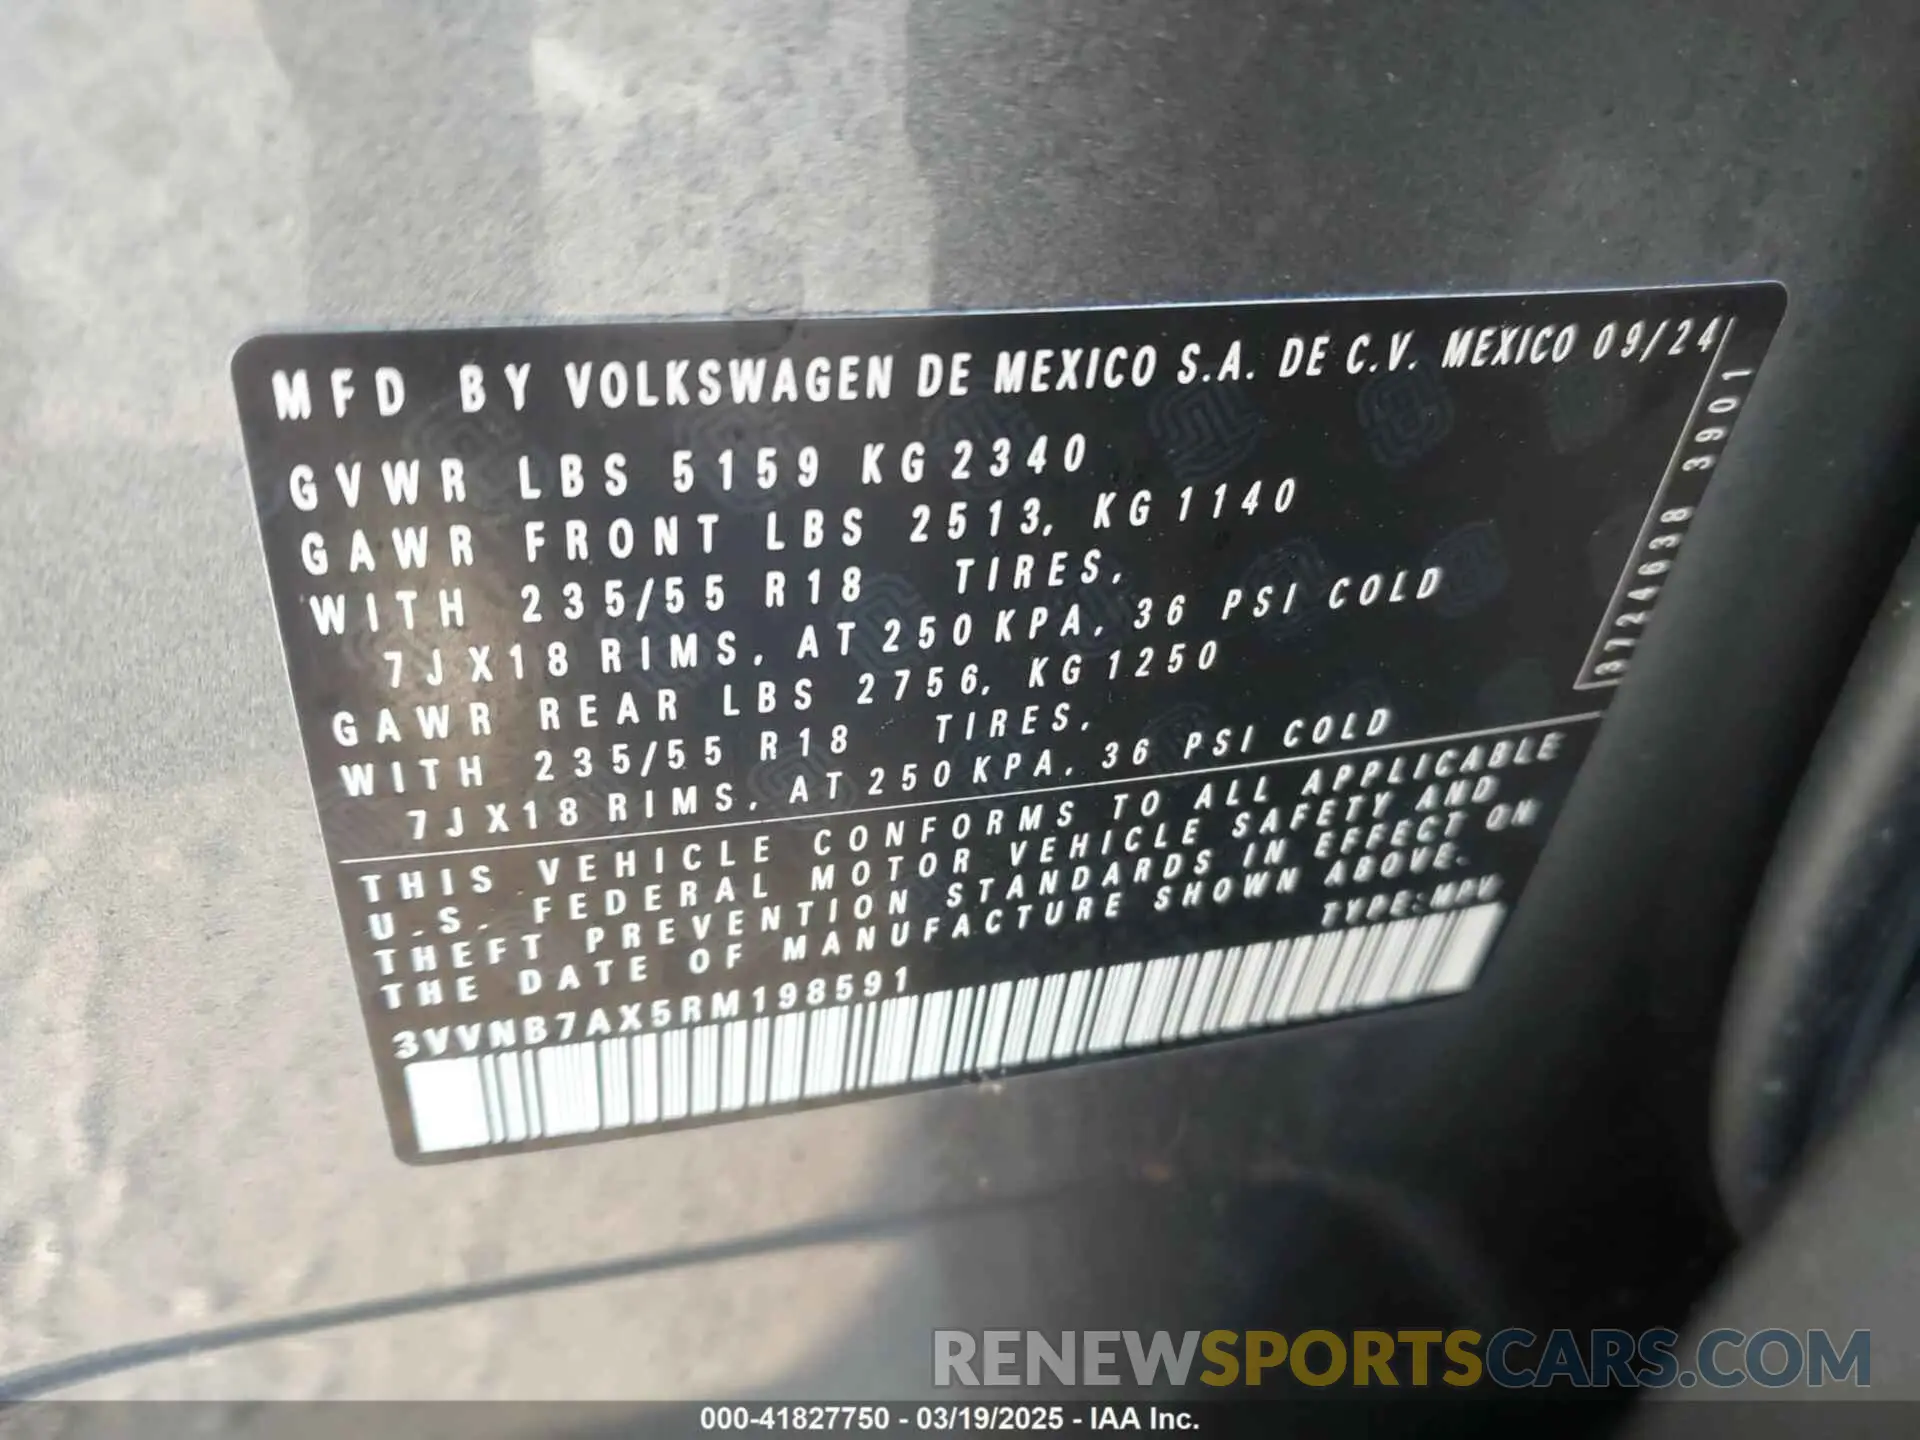 MFD BY VOLKSWAGEN DE MEXICO S.A. DE C.V. MEXICO 09/24
GVWR LBS 5159 KG 2340
GAWR FRONT LBS 2513, KG 1140
WITH 235/55 R18 TIRES,
7JX18 RIMS, AT 250KPA, 36 PSI COLD
GAWR REAR LBS 2756, KG 1250
WITH 235/55 R18 TIRES,
7JX18 RIMS, AT 250KPA, 36 PSI COLD
THIS VEHICLE CONFORMS TO ALL APPLICABLE
U.S. FEDERAL MOTOR VEHICLE SAFETY AND
THEFT PREVENTION STANDARDS IN EFFECT ON
THE DATE OF MANUFACTURE SHOWN ABOVE.
TYPE: MPV
3VVNB7AX5RM198591
3724638 3901
RENEWSPORTSCARS.COM
000-41827750 - 03/19/2025 - IAA Inc.